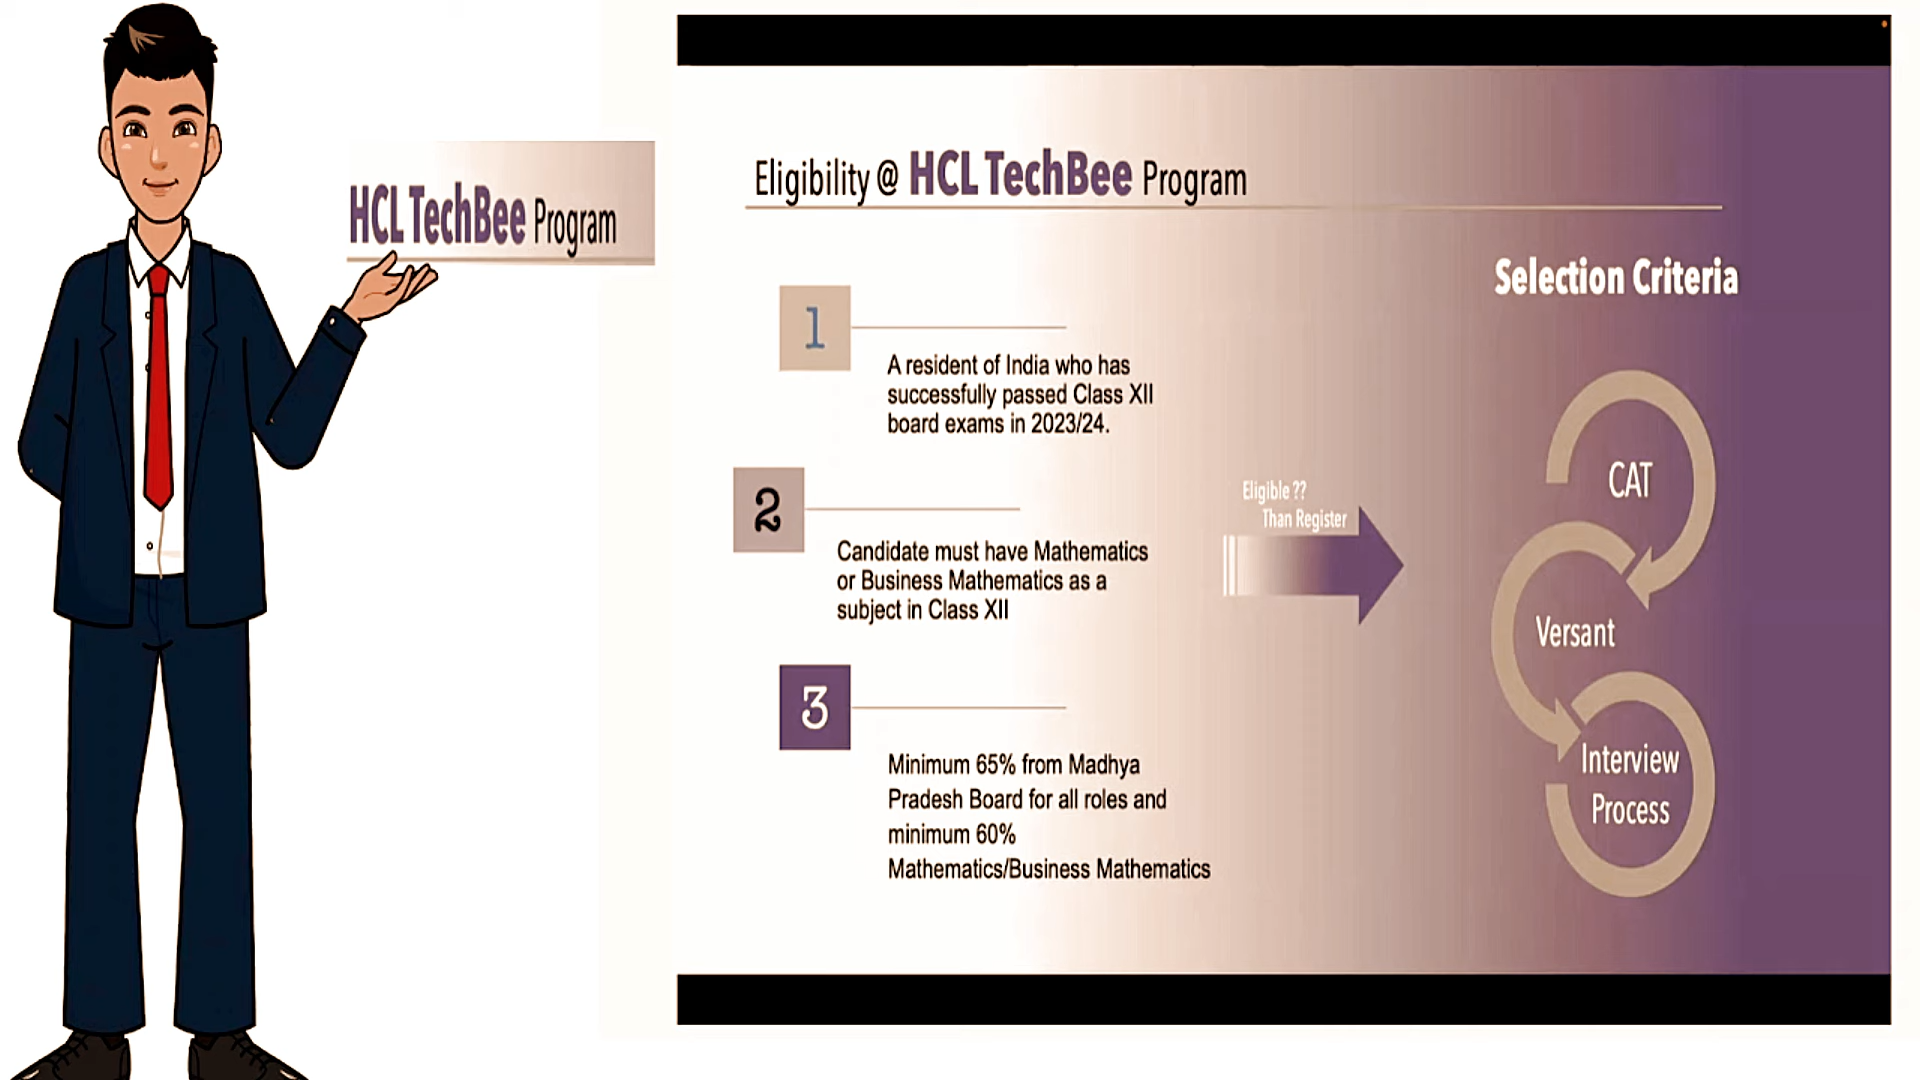 HCL TechBee Program
Eligibility @ HCL TechBee Program
1
A resident of India who has
successfully passed Class XII
board exams in 2023/24.
2
Candidate must have Mathematics
or Business Mathematics as a
subject in Class XII
3
Minimum 65% from Madhya
Pradesh Board for all roles and
minimum 60%
Mathematics/Business Mathematics
Eligible ??
Than Register
Selection Criteria
CAT
Versant
Interview
Process